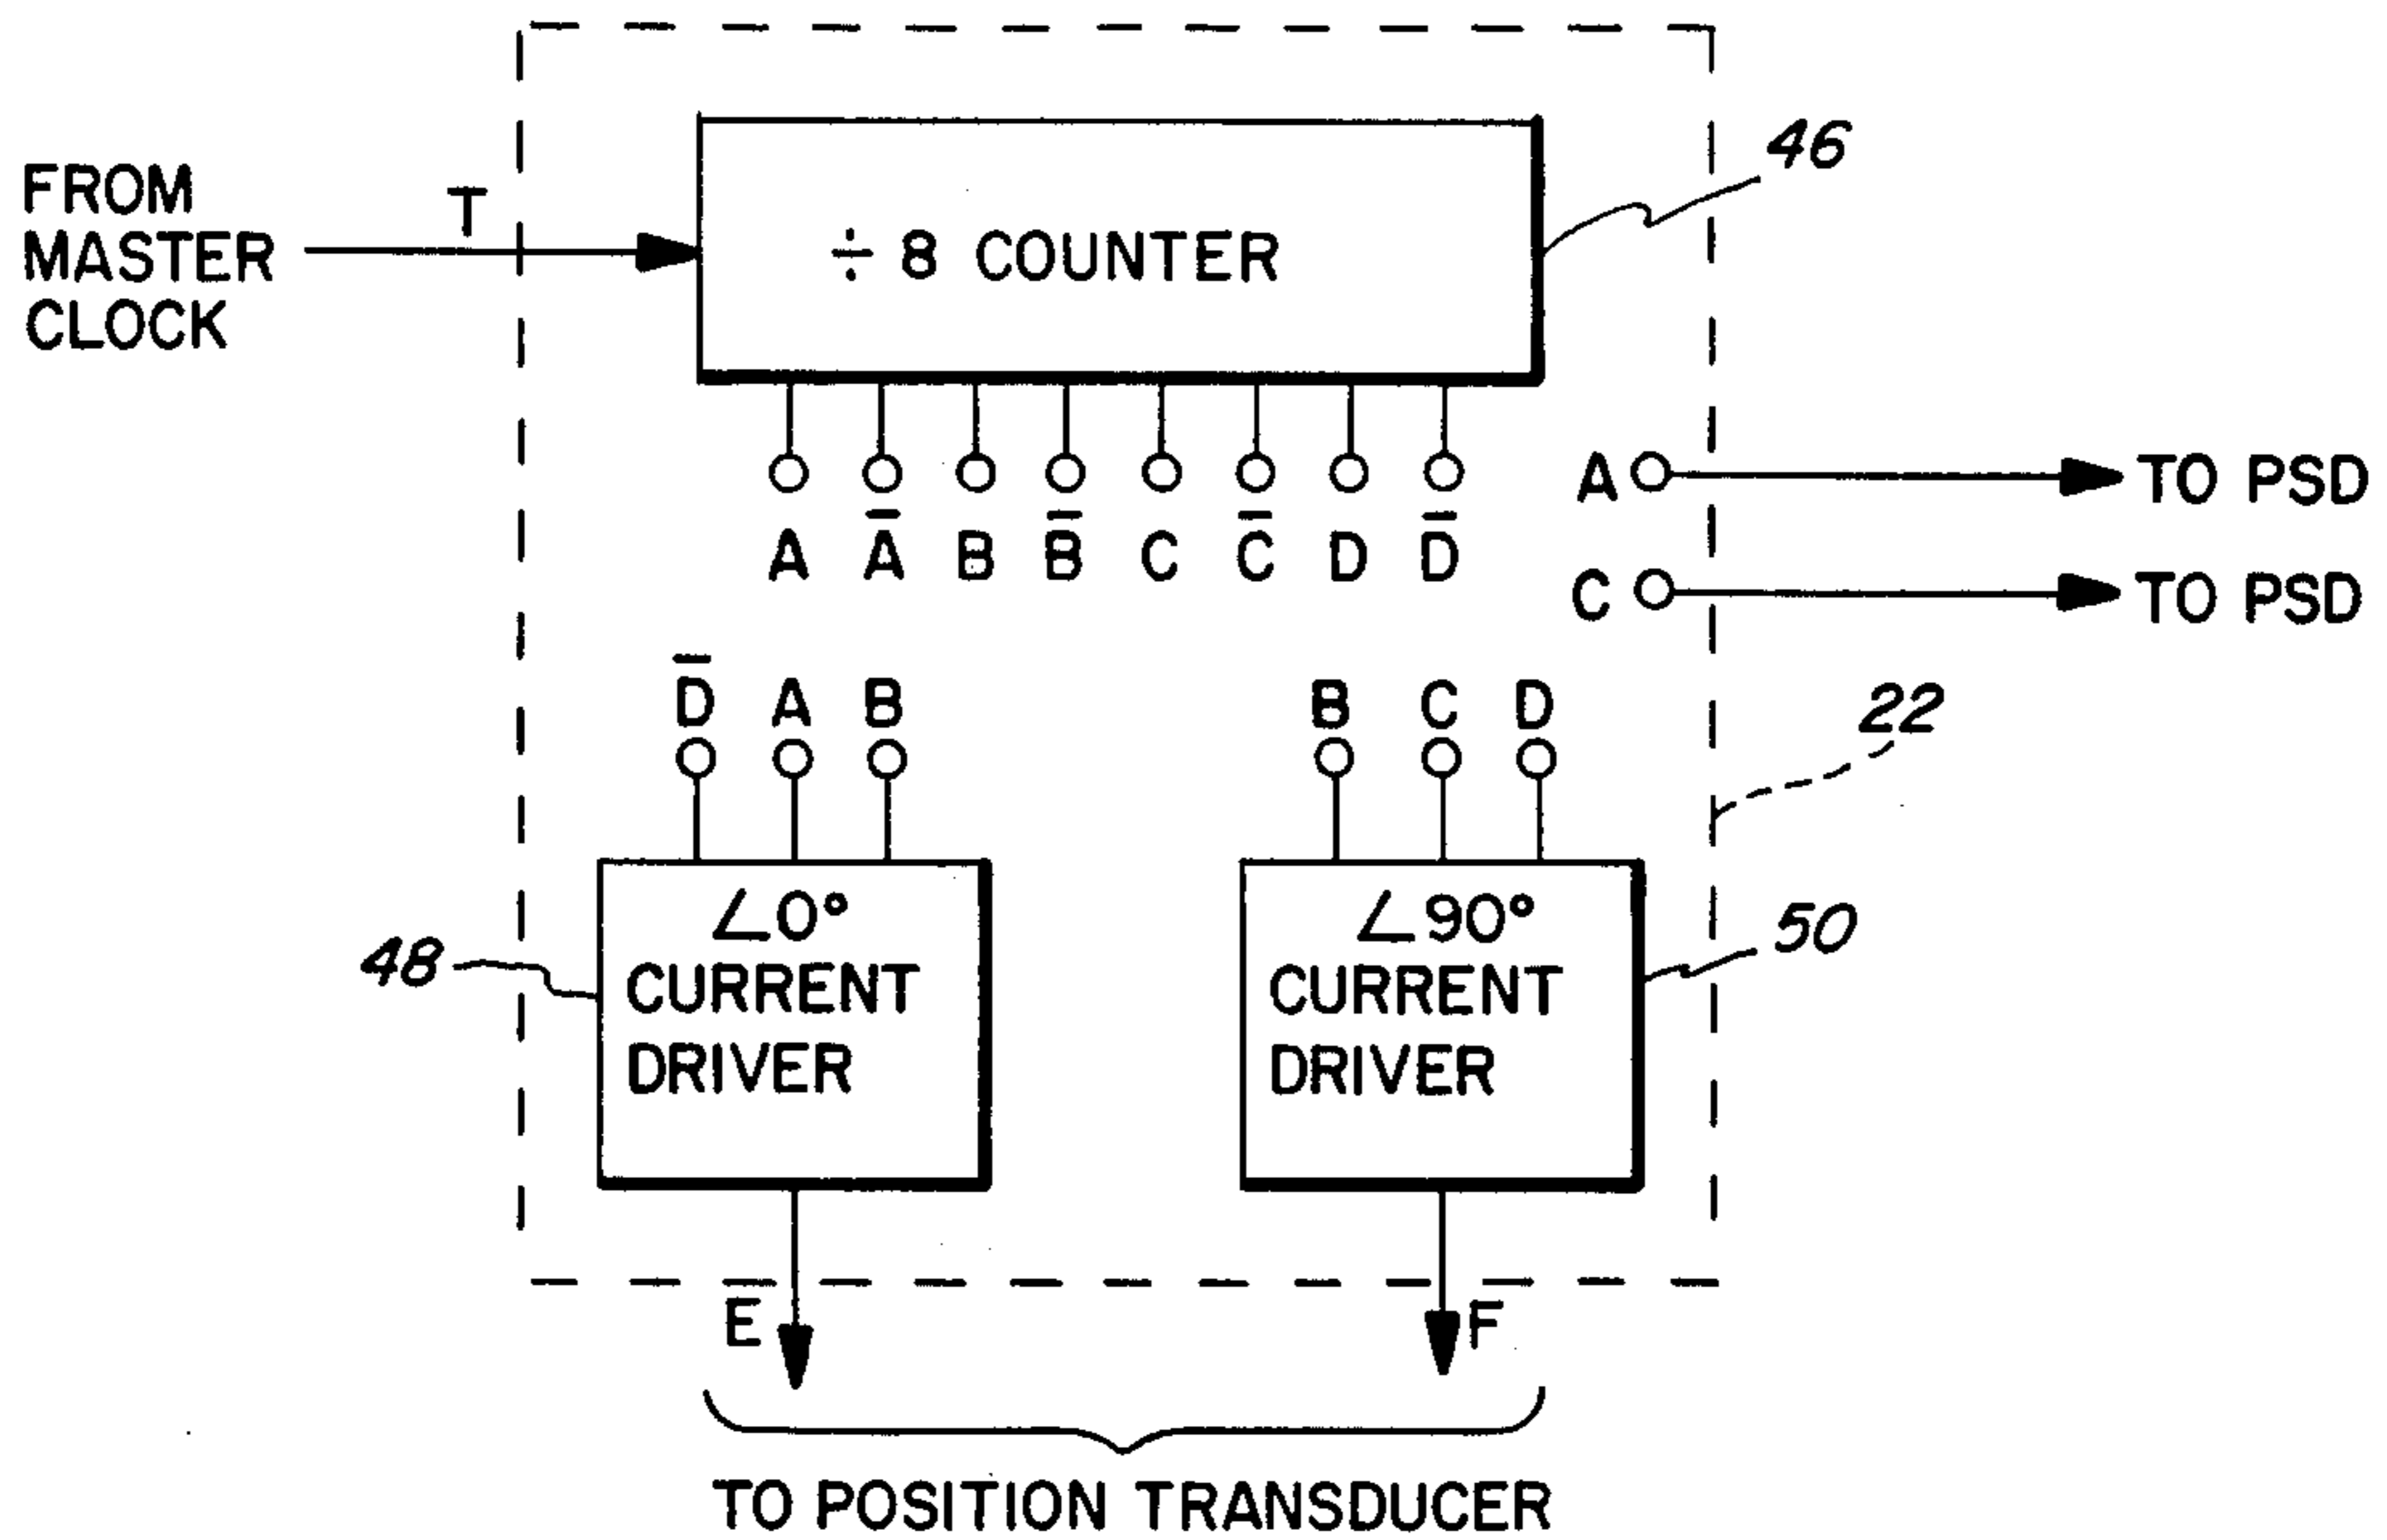 FROM
MASTER
CLOCK
T
÷ 8 COUNTER
46
A A̅ B B̅ C C̅ D D̅
A TO PSD
C TO PSD
D̅ A B
B C D
22
∠0°
CURRENT
DRIVER
48
∠90°
CURRENT
DRIVER
50
E
F
TO POSITION TRANSDUCER